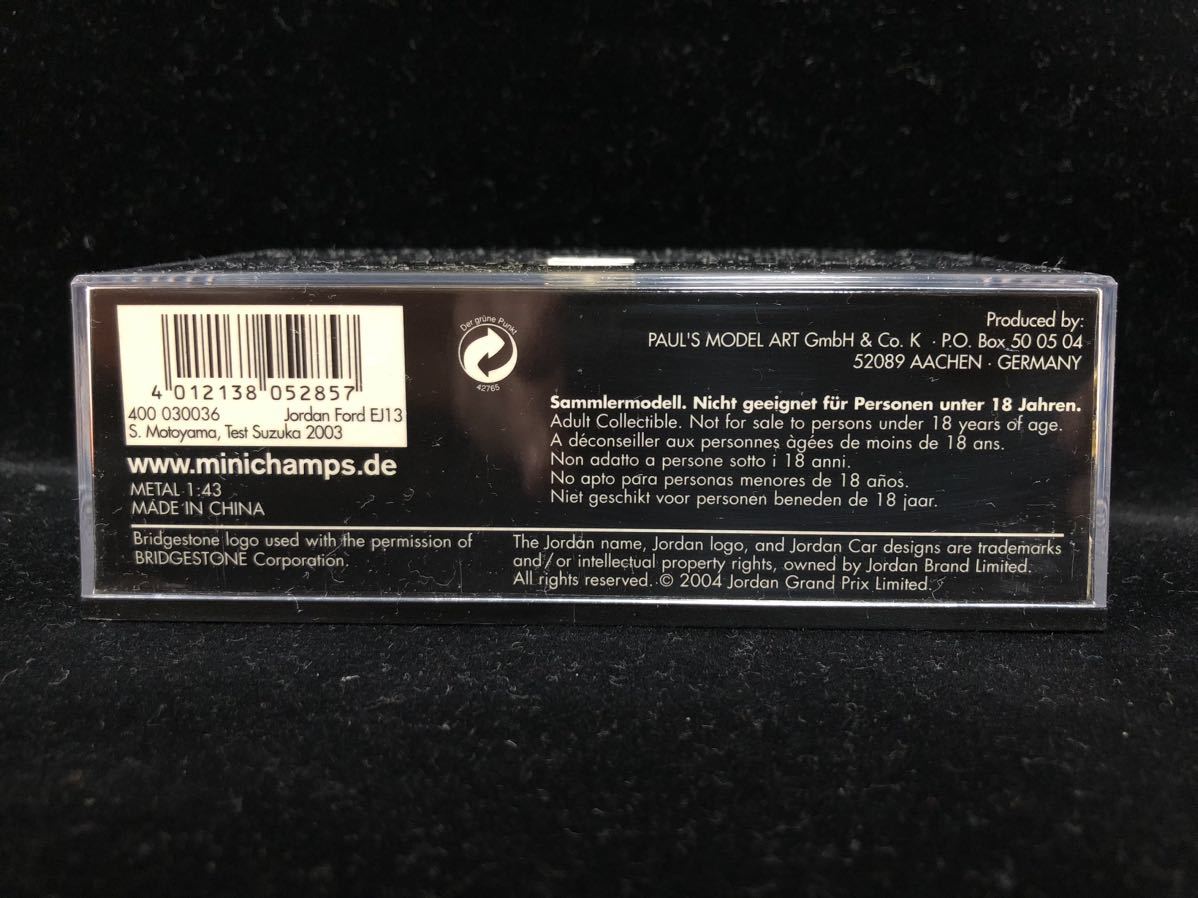 4 012138 052857
400 030036 Jordan Ford EJ13
S. Motoyama, Test Suzuka 2003
www.minichamps.de
METAL 1:43
MADE IN CHINA
Der grüne Punkt
42765
Produced by:
PAUL'S MODEL ART GmbH & Co. K · P.O. Box 50 05 04
52089 AACHEN · GERMANY
Sammlermodell. Nicht geeignet für Personen unter 18 Jahren.
Adult Collectible. Not for sale to persons under 18 years of age.
A déconseiller aux personnes àgées de moins de 18 ans.
Non adatto a persone sotto i 18 anni.
No apto para personas menores de 18 años.
Niet geschikt voor personen beneden de 18 jaar.
Bridgestone logo used with the permission of
BRIDGESTONE Corporation.
The Jordan name, Jordan logo, and Jordan Car designs are trademarks
and/or intellectual property rights, owned by Jordan Brand Limited.
All rights reserved. © 2004 Jordan Grand Prix Limited.